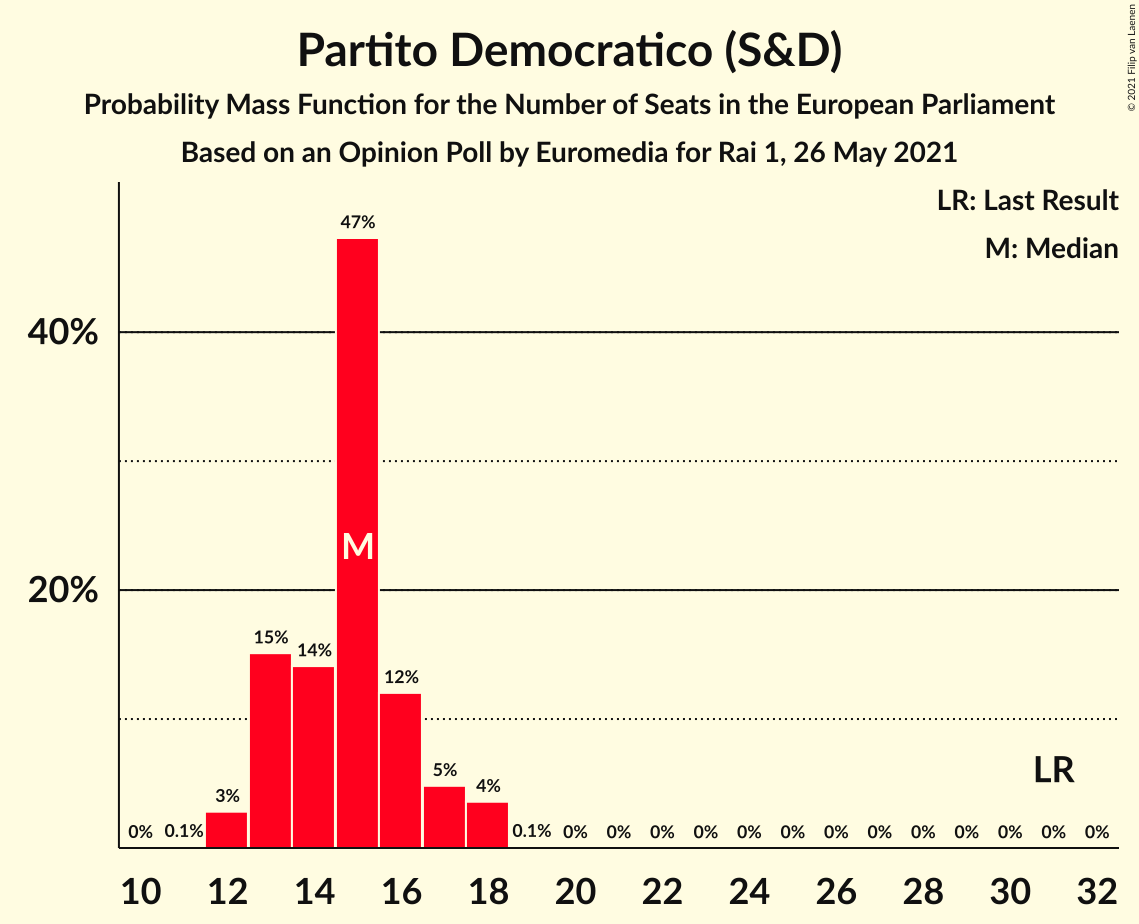 Partito Democratico (S&D)
Probability Mass Function for the Number of Seats in the European Parliament
Based on an Opinion Poll by Euromedia for Rai 1, 26 May 2021
© 2021 Filip van Laenen
LR: Last Result
M: Median
47%
40%
M
20%
15%
14%
12%
5%
4%
3%
LR
0% 0.1% 0.1% 0% 0% 0% 0% 0% 0% 0% 0% 0% 0% 0% 0% 0%
10 12 14 16 18 20 22 24 26 28 30 32